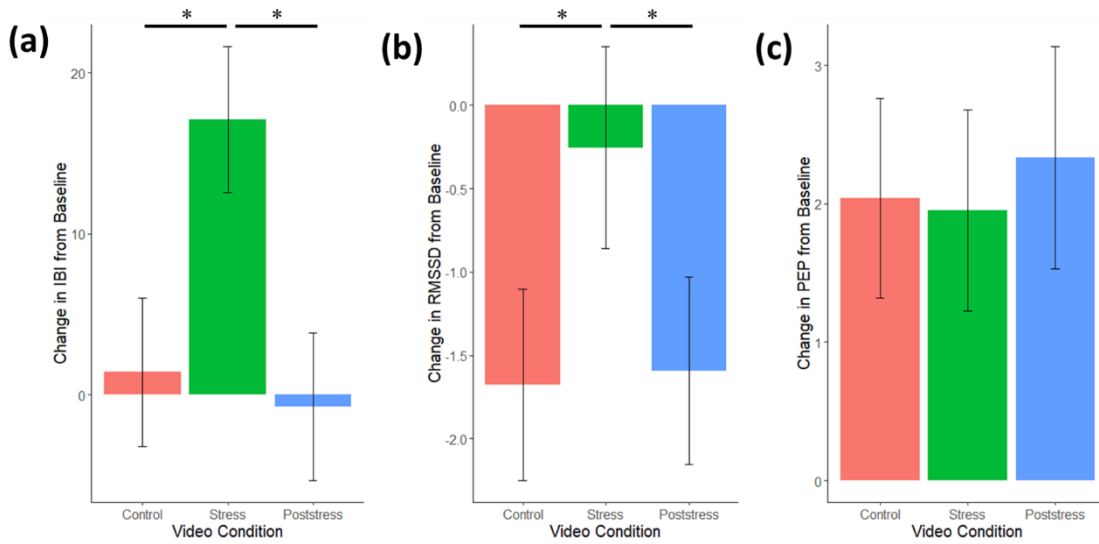 (a)
*
*
Change in IBI from Baseline
20
10
0
Control
Stress
Poststress
Video Condition
(b)
*
*
Change in RMSSD from Baseline
0.0
-0.5
-1.0
-1.5
-2.0
Control
Stress
Poststress
Video Condition
(c)
Change in PEP from Baseline
3
2
1
0
Control
Stress
Poststress
Video Condition